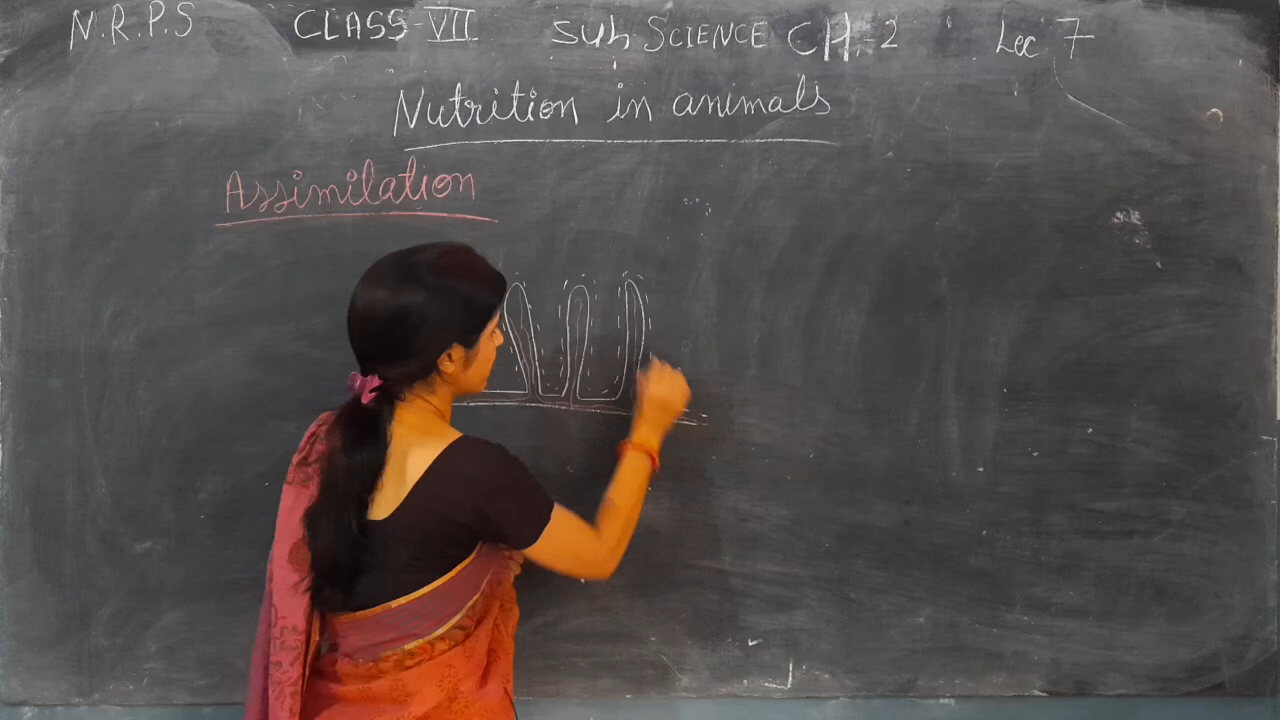 N.R.P.S CLASS-VII Sub SCIENCE CH.-2 Lec 7
Nutrition in animals
Assimilation